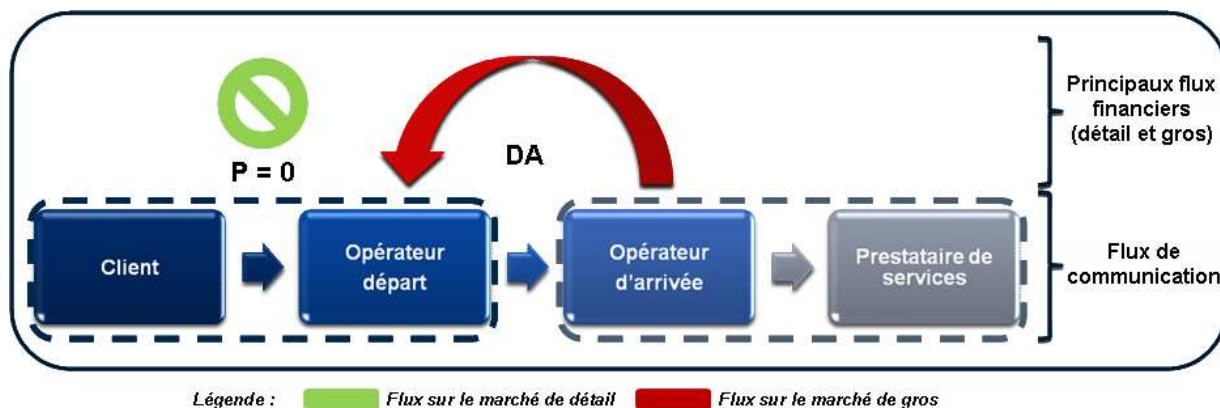 Principaux flux
financiers
(détail et gros)
P = 0
DA
Client
Opérateur
départ
Opérateur
d'arrivée
Prestataire de
services
Flux de
communication
Légende :
Flux sur le marché de détail
Flux sur le marché de gros